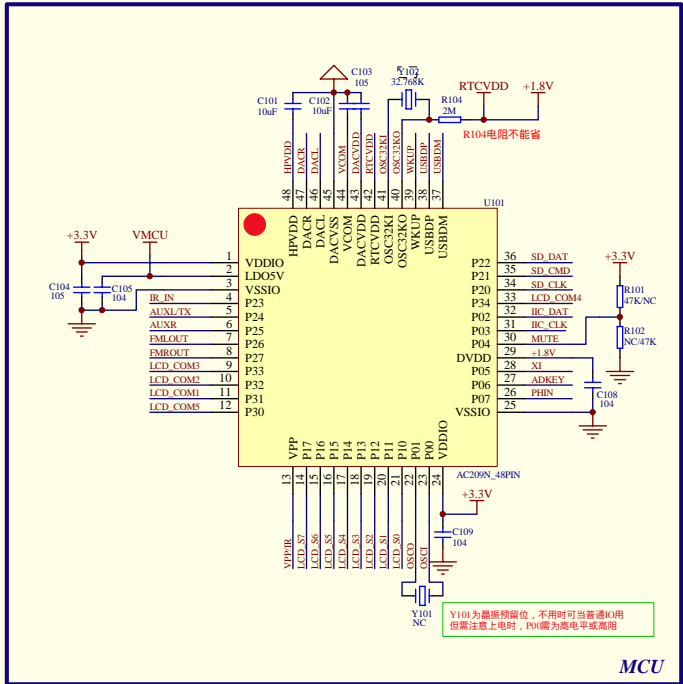 C103
105
Y102
32.768K
C101
10uF
C102
10uF
R104
2M
RTCVDD
+1.8V
R104电阻不能省
HPVDD
DACR
DACL
VCOM
DACVDD
RTCVDD
OSC32KI
OSC32KO
WKUP
USBDP
USBDM
48
47
46
45
44
43
42
41
40
39
38
37
U101
HPVDD
DACR
DACL
DACVSS
VCOM
DACVDD
RTCVDD
OSC32KI
OSC32KO
WKUP
USBDP
USBDM
+3.3V
VMCU
C104
105
C105
104
1 VDDIO
2 LDO5V
3 VSSIO
IR_IN 4 P23
AUXL/TX 5 P24
AUXR 6 P25
FMLOUT 7 P26
FMROUT 8 P27
LCD_COM3 9 P33
LCD_COM2 10 P32
LCD_COM1 11 P31
LCD_COM5 12 P30
P22 36 SD_DAT
P21 35 SD_CMD
P20 34 SD_CLK
P34 33 LCD_COM4
P02 32 IIC_DAT
P03 31 IIC_CLK
P04 30 MUTE
DVDD 29 +1.8V
P05 28 XI
P06 27 ADKEY
P07 26 PHIN
VSSIO 25
+3.3V
R101
47K/NC
R102
NC/47K
C108
104
VPP
P17
P16
P15
P14
P13
P12
P11
P10
P01
P00
VDDIO
13
14
15
16
17
18
19
20
21
22
23
24
AC209N_48PIN
VPP/IR
LCD_S7
LCD_S6
LCD_S5
LCD_S4
LCD_S3
LCD_S2
LCD_S1
LCD_S0
OSCO
OSCI
+3.3V
C109
104
Y101
NC
Y101为晶振预留位，不用时可当普通IO用
但需注意上电时，P00需为高电平或高阻
MCU